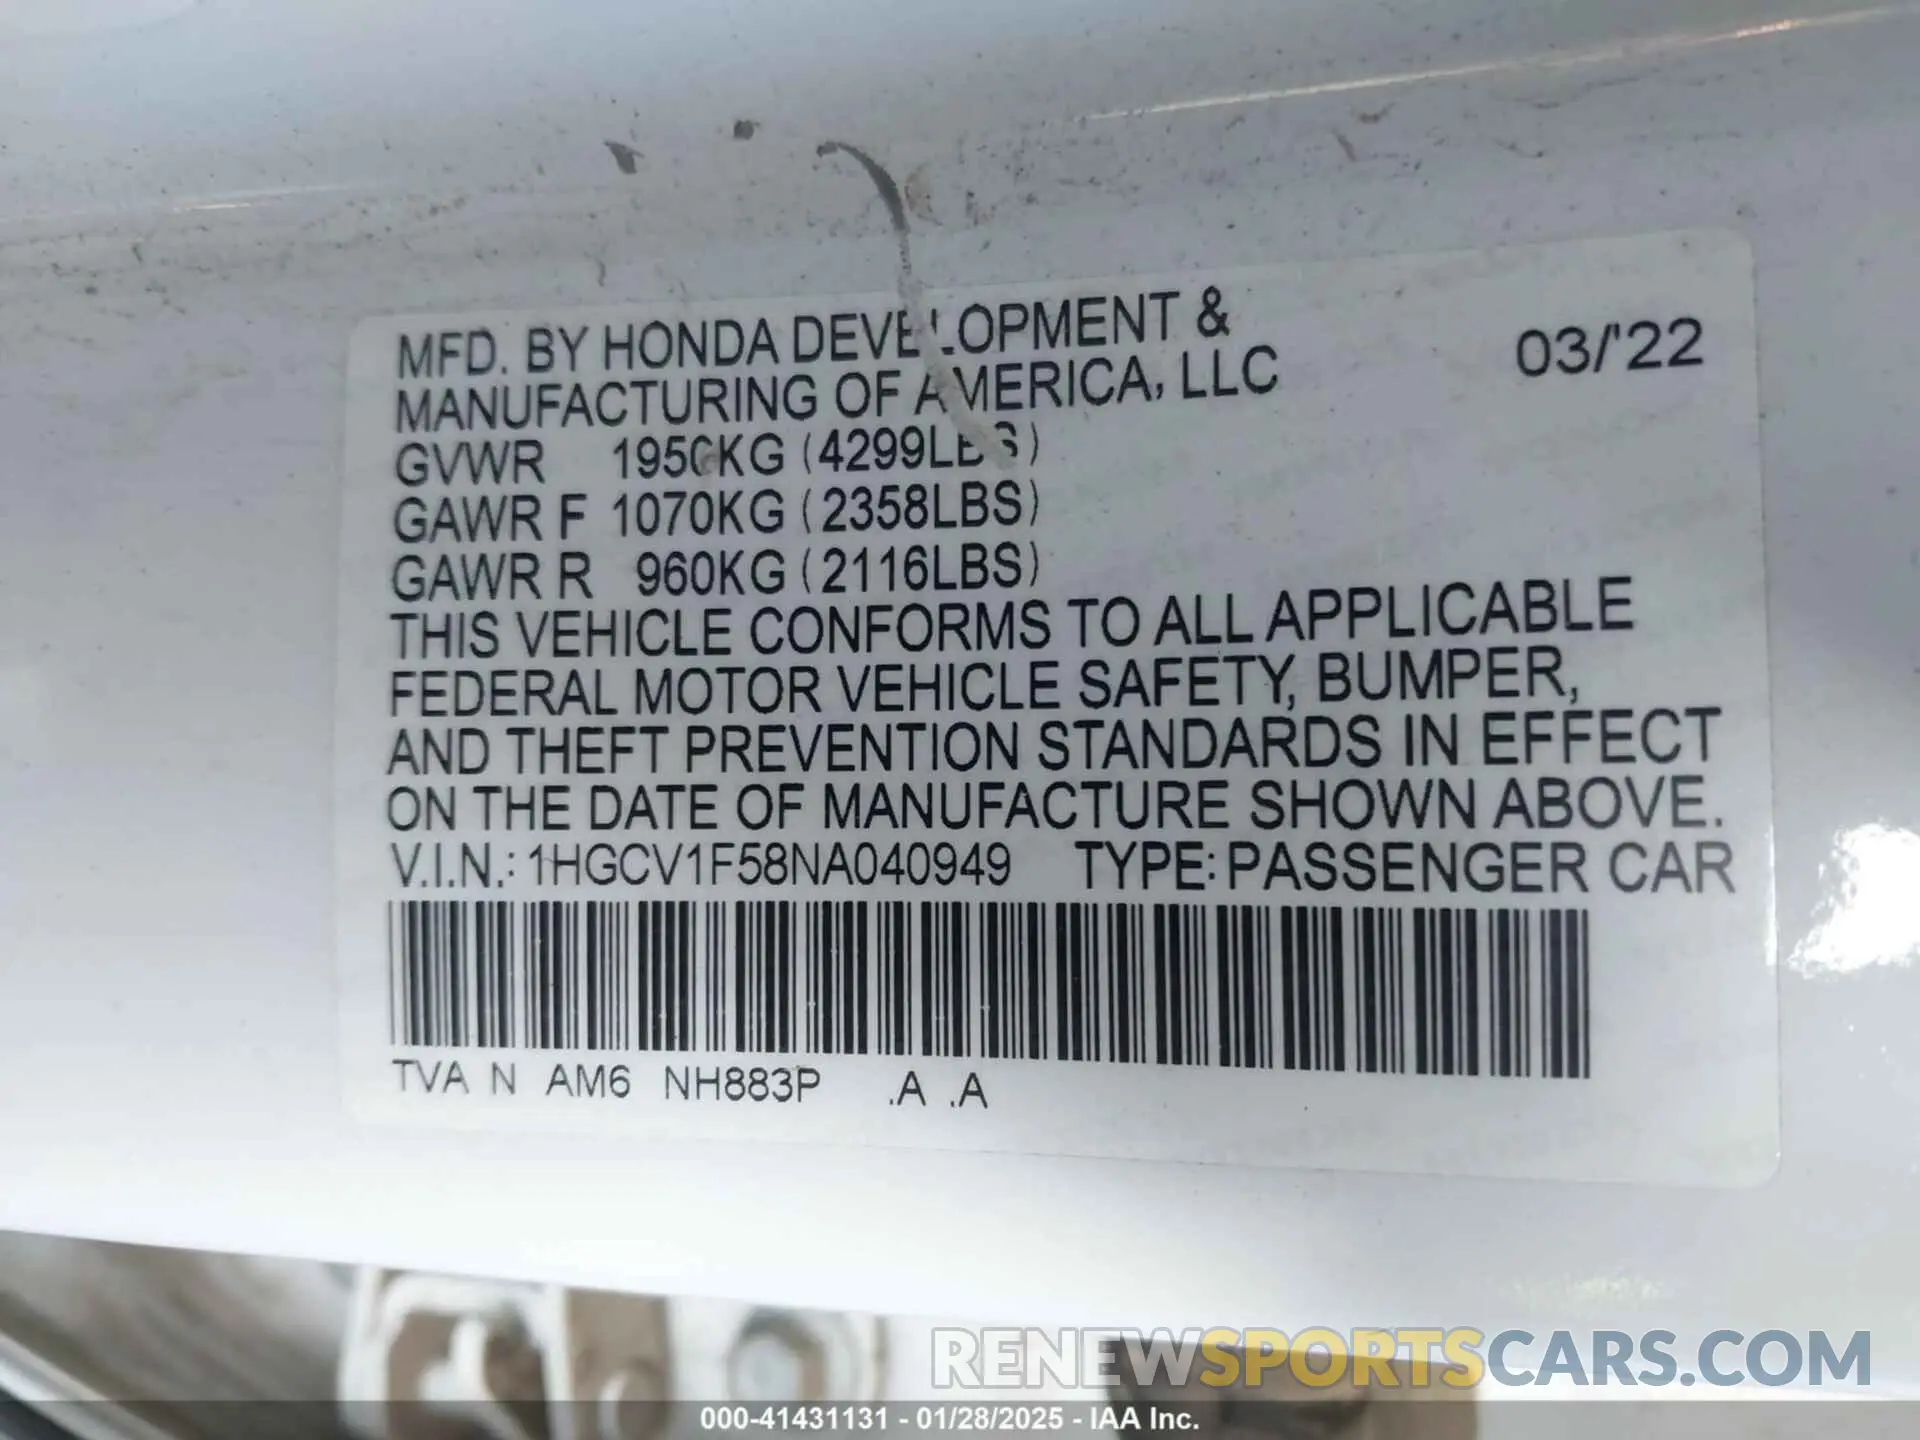 MFD. BY HONDA DEVELOPMENT &
MANUFACTURING OF AMERICA, LLC
03/'22
GVWR 1950KG (4299LBS)
GAWR F 1070KG (2358LBS)
GAWR R 960KG (2116LBS)
THIS VEHICLE CONFORMS TO ALL APPLICABLE
FEDERAL MOTOR VEHICLE SAFETY, BUMPER,
AND THEFT PREVENTION STANDARDS IN EFFECT
ON THE DATE OF MANUFACTURE SHOWN ABOVE.
V.I.N.: 1HGCV1F58NA040949 TYPE: PASSENGER CAR
TVA N AM6 NH883P .A .A
RENEWSPORTSCARS.COM
000-41431131 - 01/28/2025 - IAA Inc.